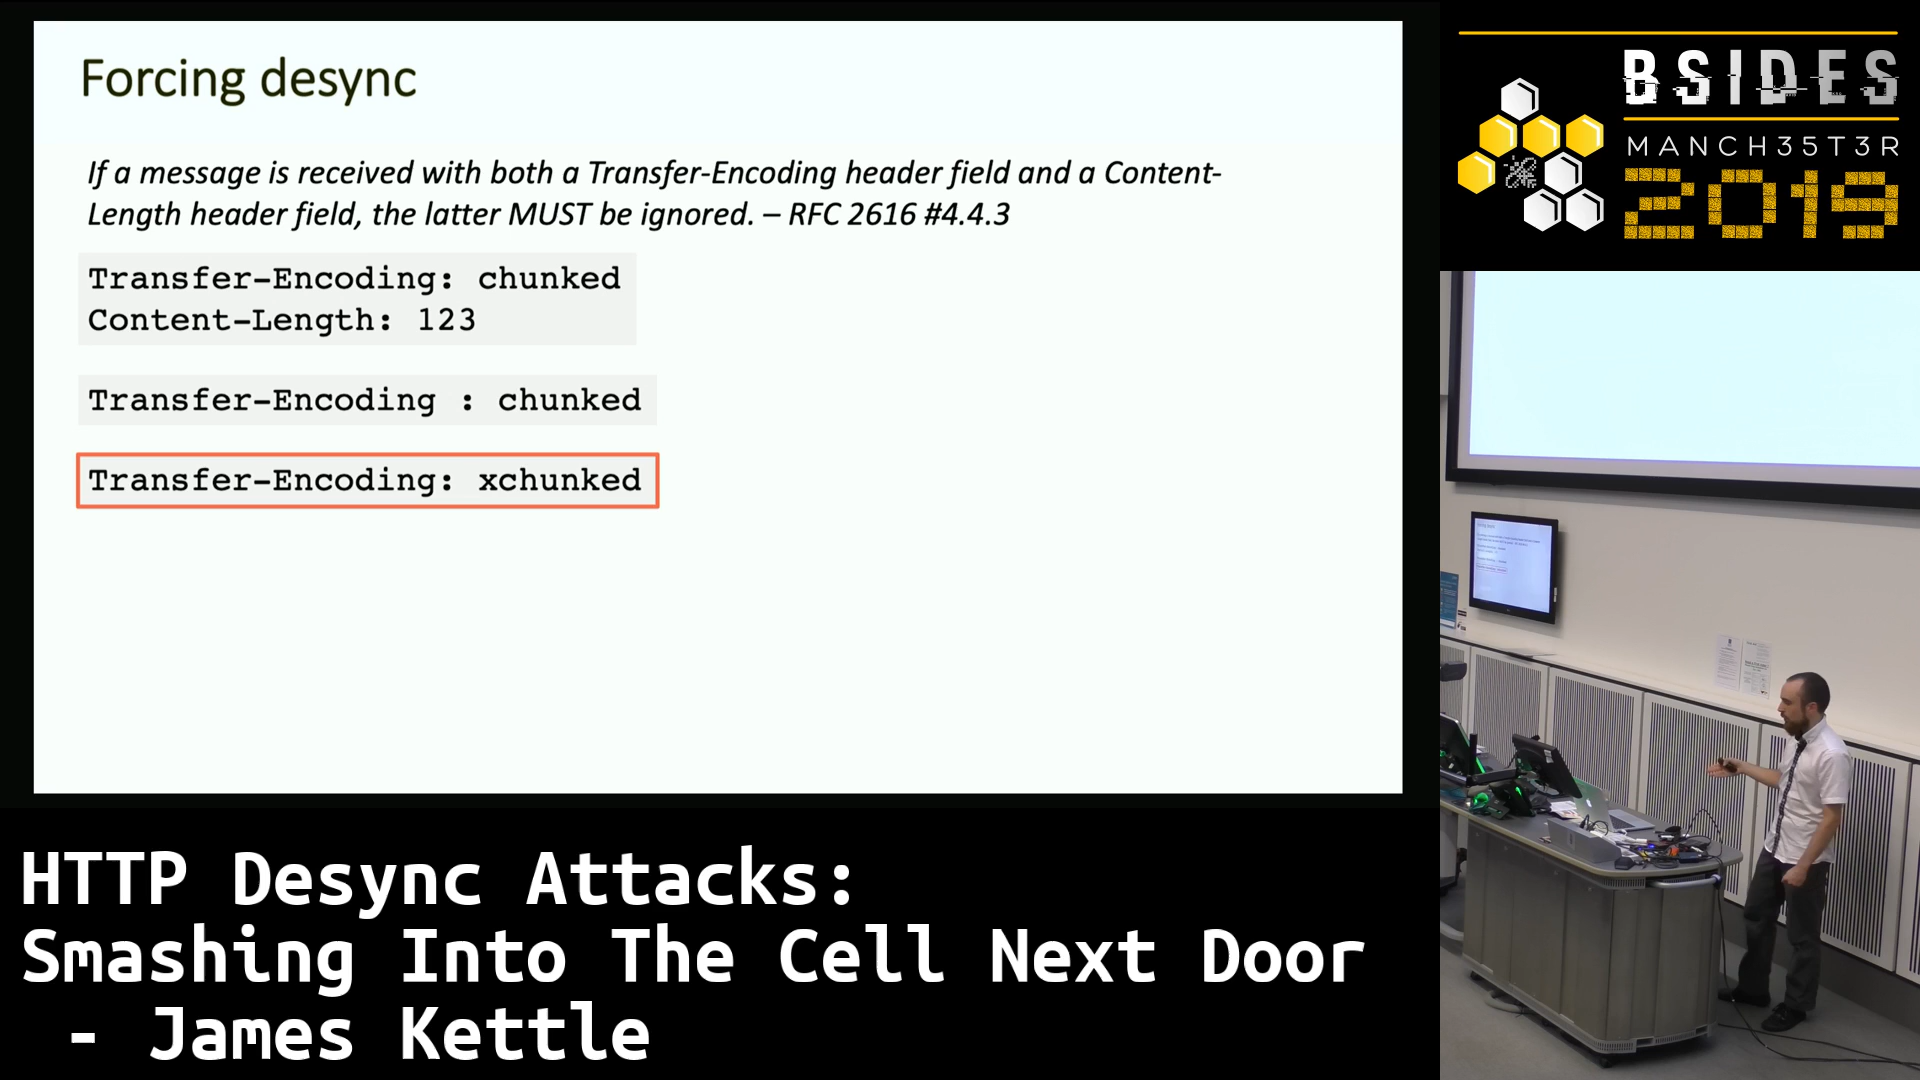 Forcing desync
If a message is received with both a Transfer-Encoding header field and a Content-
Length header field, the latter MUST be ignored. – RFC 2616 #4.4.3
Transfer-Encoding: chunked
Content-Length: 123
Transfer-Encoding : chunked
Transfer-Encoding: xchunked
BSIDES
MANCH35T3R
2019
HTTP Desync Attacks:
Smashing Into The Cell Next Door
- James Kettle